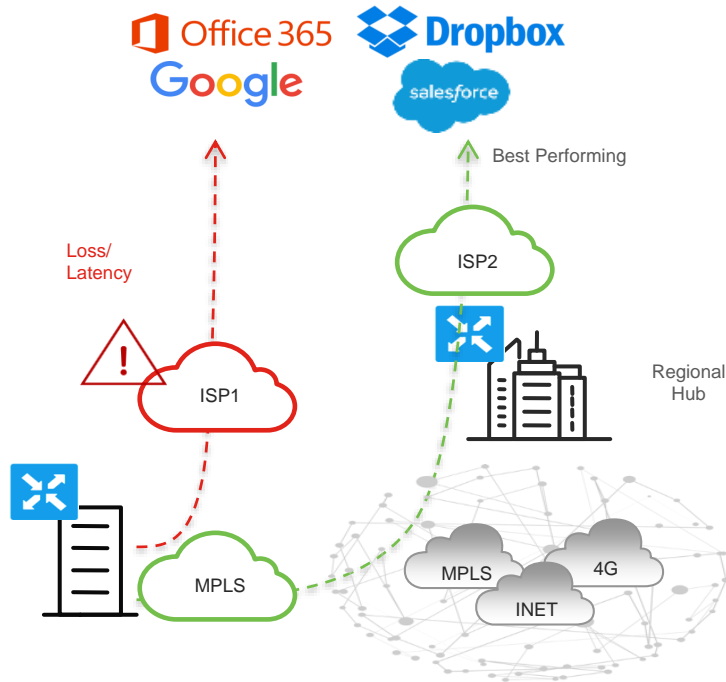 Office 365
Dropbox
Google
salesforce
Best Performing
Loss/
Latency
ISP2
!
ISP1
Regional
Hub
MPLS
MPLS
4G
INET